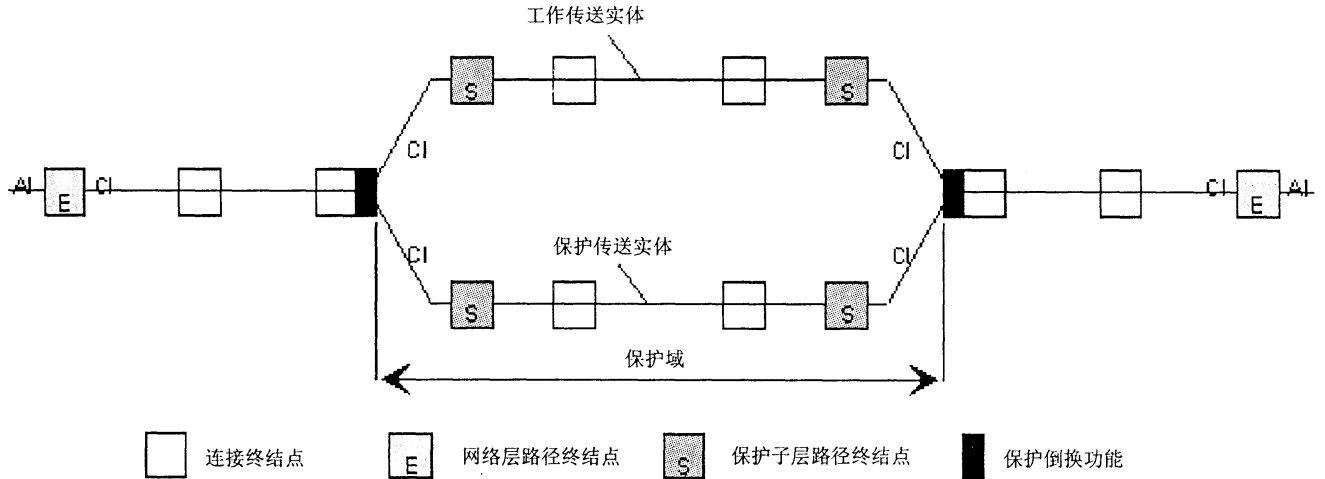 工作传送实体
S
S
CI
CI
AI
E
CI
CI
E
AI
CI
保护传送实体
CI
S
S
保护域
连接终结点
E
网络层路径终结点
S
保护子层路径终结点
保护倒换功能